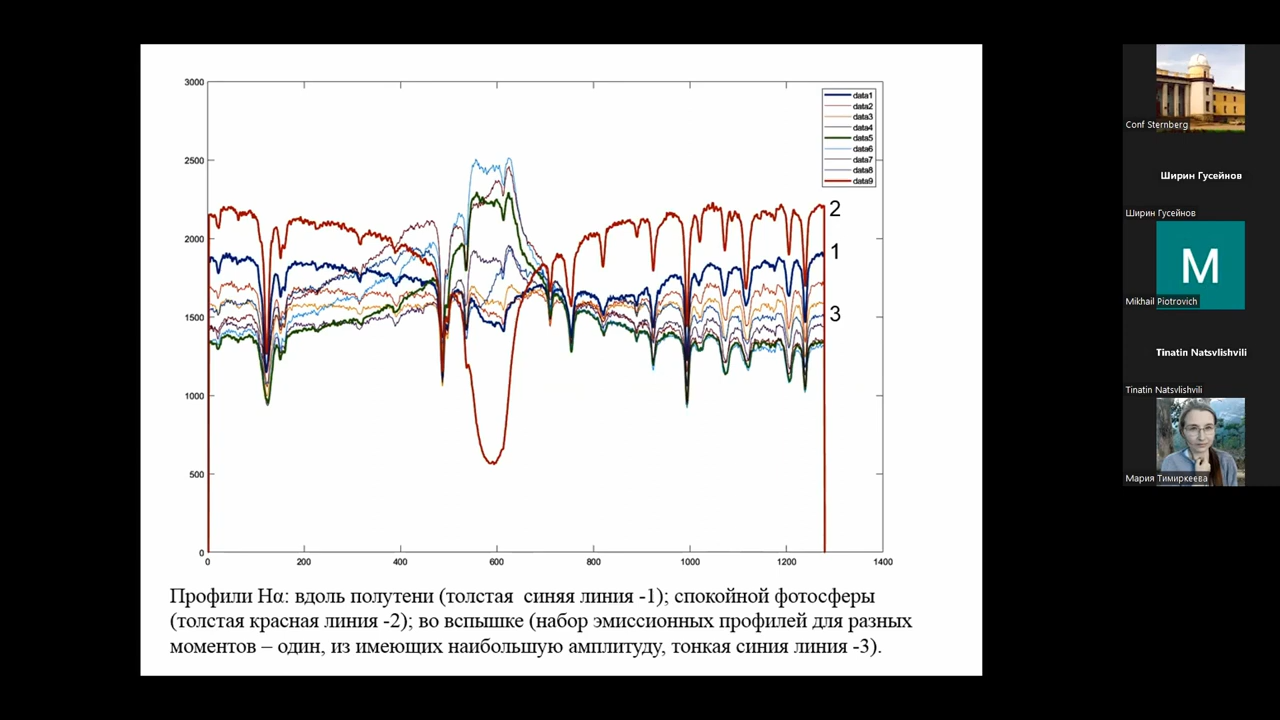 3000
2500
2000
1500
1000
500
0
0 200 400 600 800 1000 1200 1400
data1
data2
data3
data4
data5
data6
data7
data8
data9
2
1
3
Профили Hα: вдоль полутени (толстая синяя линия -1); спокойной фотосферы
(толстая красная линия -2); во вспышке (набор эмиссионных профилей для разных
моментов – один, из имеющих наибольшую амплитуду, тонкая синия линия -3).
Conf Sternberg
Ширин Гусейнов
Ширин Гусейнов
M
Mikhail Piotrovich
Tinatin Natsvlishvili
Tinatin Natsvlishvili
Мария Тимиркеева